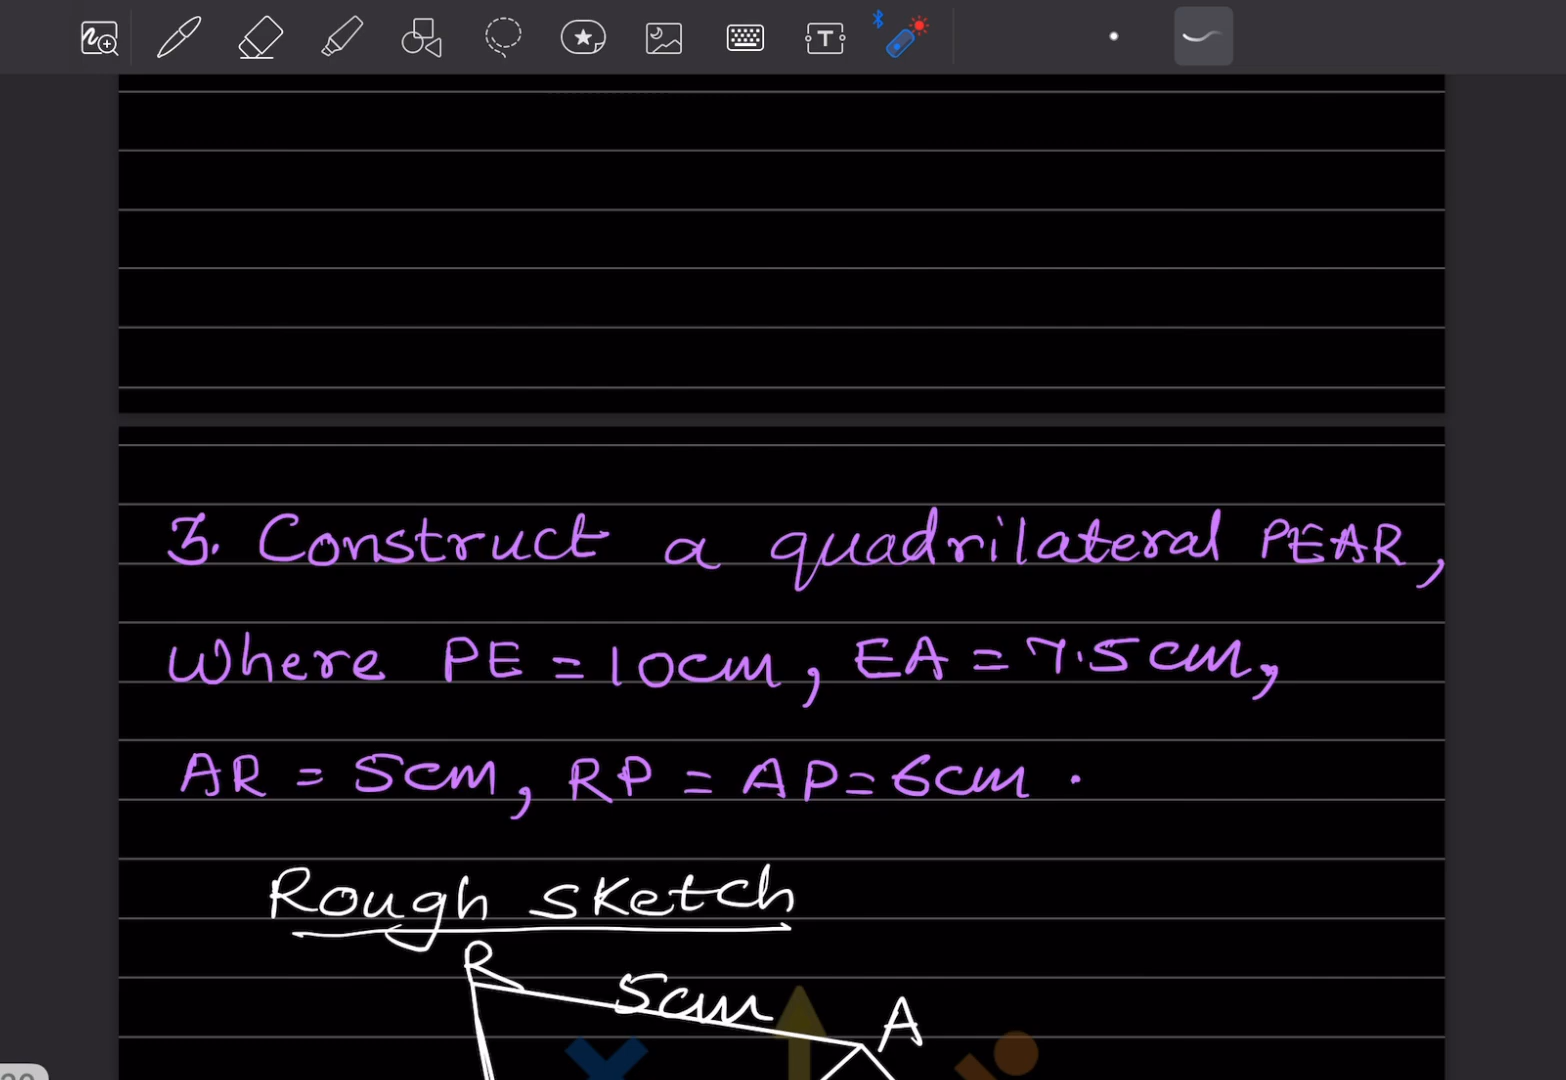 3. Construct a quadrilateral PEAR,
Where PE = 10cm, EA = 7.5cm,
AR = 5cm, RP = AP = 6cm.
Rough sketch
R
5cm
A